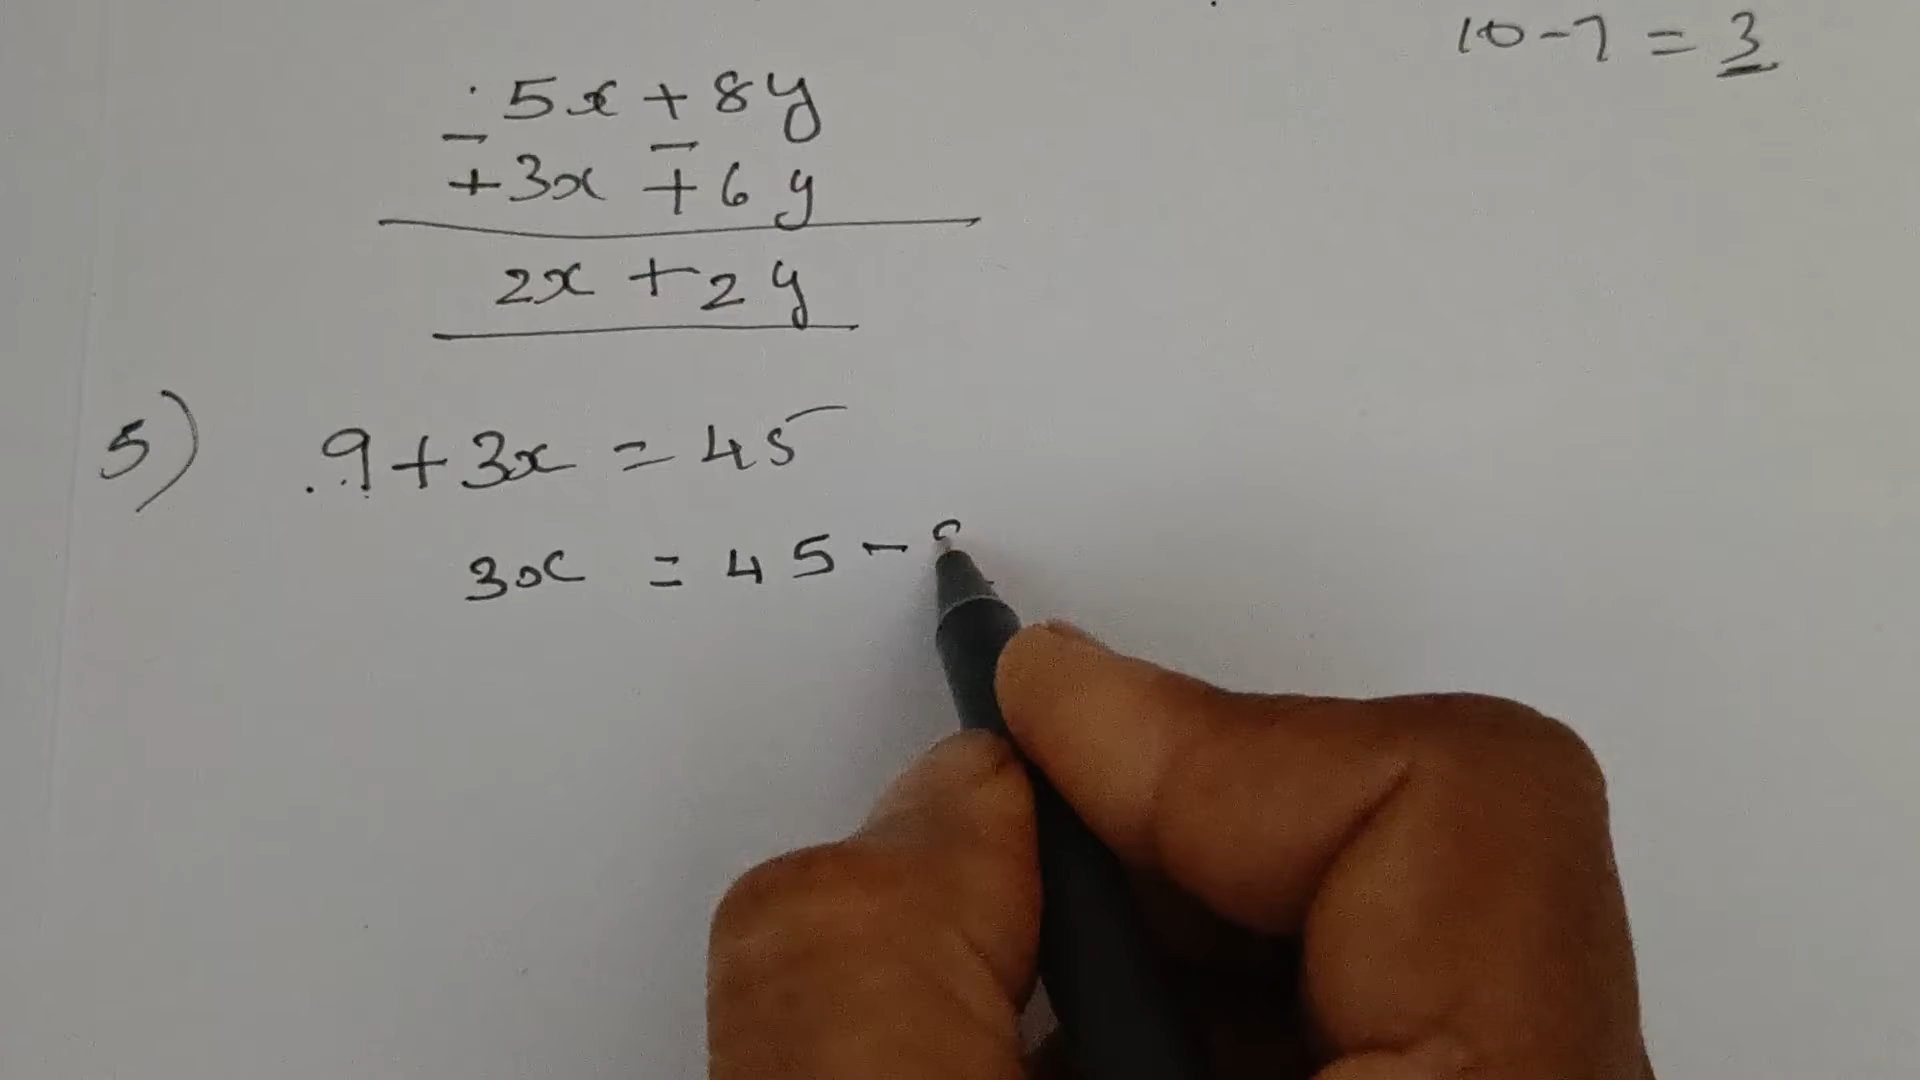 10-7 = 3
5x + 8y
- -
+3x +6y
2x +2y
5) 9+3x = 45
3x = 45 -